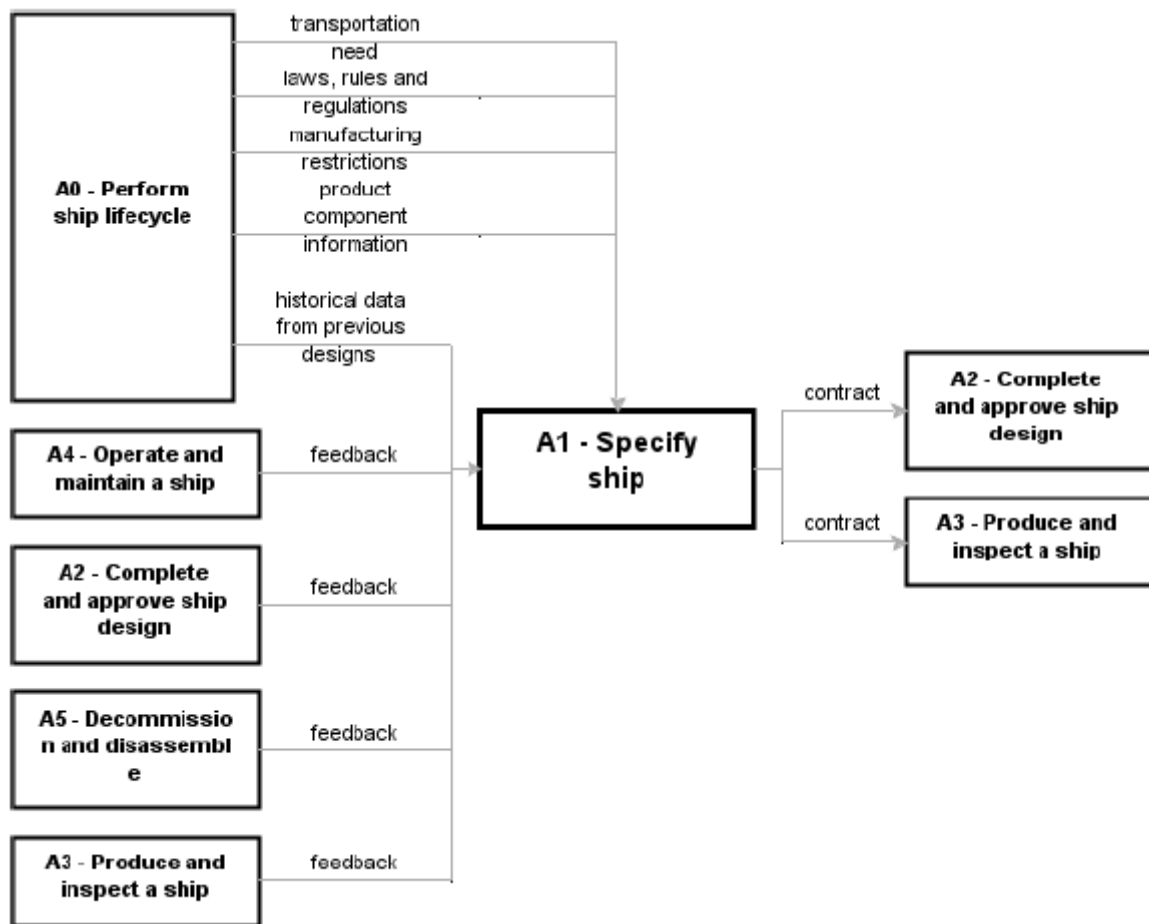 transportation
need
laws, rules and
regulations
manufacturing
restrictions
product
component
information
A0 - Perform
ship lifecycle
historical data
from previous
designs
A4 - Operate and
maintain a ship
feedback
A2 - Complete
and approve ship
design
feedback
A5 - Decommissio
n and disassembl
e
feedback
A3 - Produce and
inspect a ship
feedback
A1 - Specify
ship
contract
A2 - Complete
and approve ship
design
contract
A3 - Produce and
inspect a ship